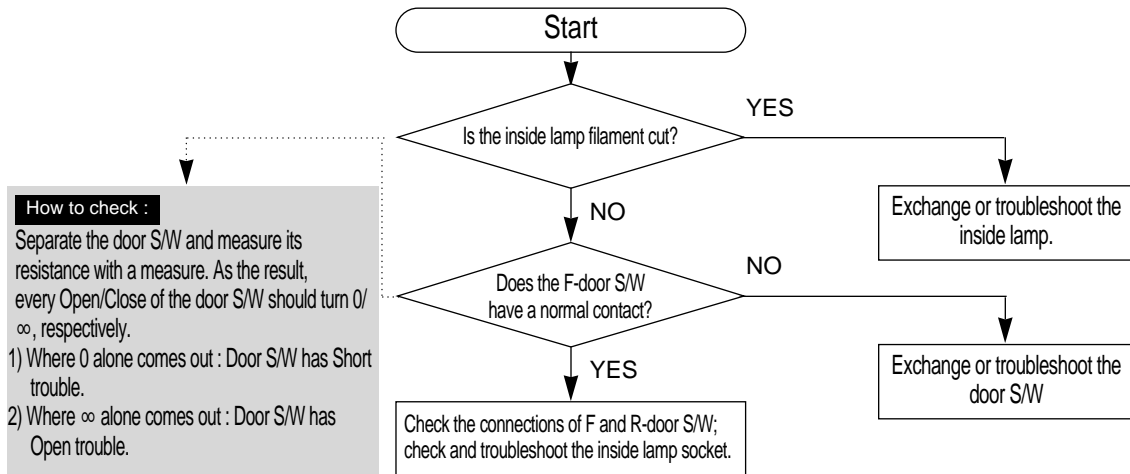 Start
Is the inside lamp filament cut?
YES
Exchange or troubleshoot the
inside lamp.
NO
Does the F-door S/W
have a normal contact?
NO
Exchange or troubleshoot the
door S/W
YES
Check the connections of F and R-door S/W;
check and troubleshoot the inside lamp socket.
How to check :
Separate the door S/W and measure its
resistance with a measure. As the result,
every Open/Close of the door S/W should turn 0/
∞, respectively.
1) Where 0 alone comes out : Door S/W has Short
trouble.
2) Where ∞ alone comes out : Door S/W has
Open trouble.